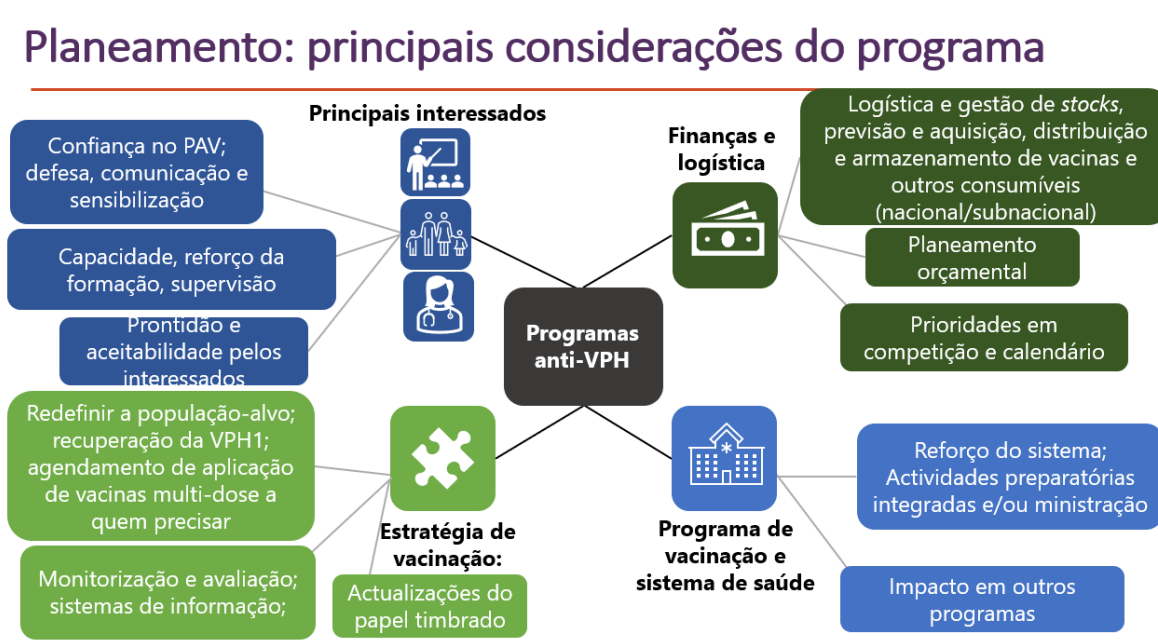 Planeamento: principais considerações do programa
Principais interessados
Confiança no PAV;
defesa, comunicação e
sensibilização
Capacidade, reforço da
formação, supervisão
Prontidão e
aceitabilidade pelos
interessados
Finanças e
logística
Logística e gestão de stocks,
previsão e aquisição, distribuição
e armazenamento de vacinas e
outros consumíveis
(nacional/subnacional)
Planeamento
orçamental
Prioridades em
competição e calendário
Programas
anti-VPH
Redefinir a população-alvo;
recuperação da VPH1;
agendamento de aplicação
de vacinas multi-dose a
quem precisar
Monitorização e avaliação;
sistemas de informação;
Estratégia de
vacinação:
Actualizações do
papel timbrado
Programa de
vacinação e
sistema de saúde
Reforço do sistema;
Actividades preparatórias
integradas e/ou ministração
Impacto em outros
programas